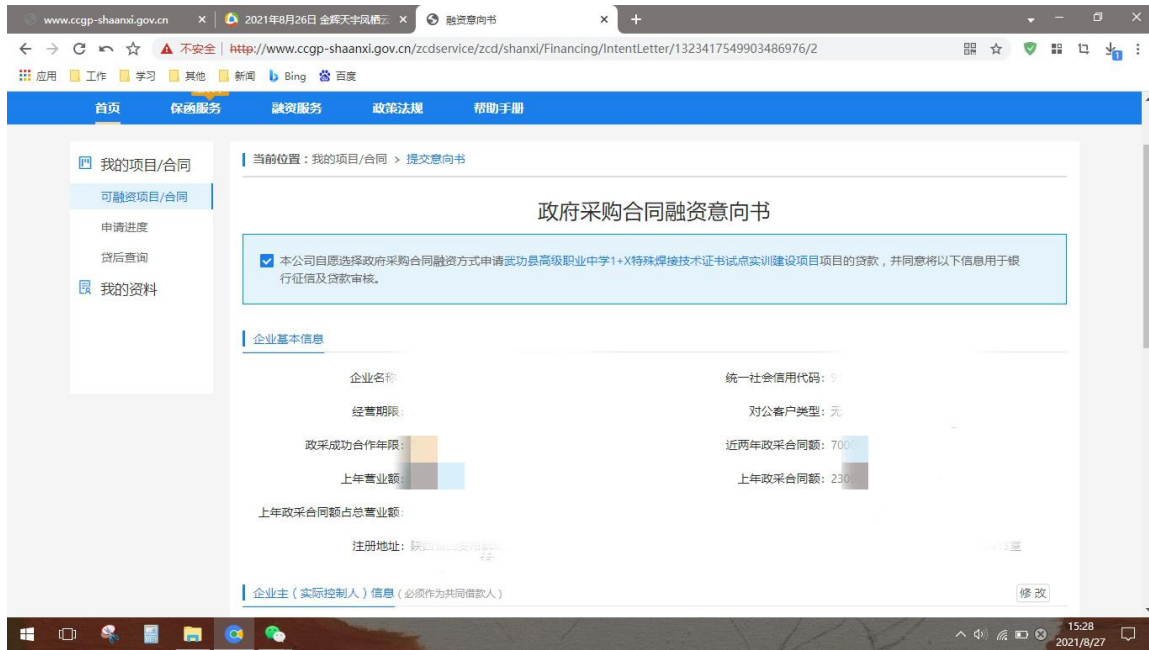 www.ccgp-shaanxi.gov.cn
2021年8月26日 金辉天宇凤栖云
融资意向书
不安全 | http://www.ccgp-shaanxi.gov.cn/zcdservice/zcd/shanxi/Financing/IntentLetter/1323417549903486976/2
应用 工作 学习 其他 新闻 Bing 百度
首页 保函服务 融资服务 政策法规 帮助手册
我的项目/合同
可融资项目/合同
申请进度
贷后查询
我的资料
当前位置：我的项目/合同 > 提交意向书
政府采购合同融资意向书
本公司自愿选择政府采购合同融资方式申请武功县高级职业中学1+X特殊焊接技术证书试点实训建设项目项目的贷款，并同意将以下信息用于银
行征信及贷款审核。
企业基本信息
企业名称 统一社会信用代码: 9
经营期限: 对公客户类型: 无
政采成功合作年限: 近两年政采合同额: 700
上年营业额: 上年政采合同额: 230
上年政采合同额占总营业额:
注册地址: 陕西省 室
企业主（实际控制人）信息（必须作为共同借款人） 修 改
15:28
2021/8/27
1